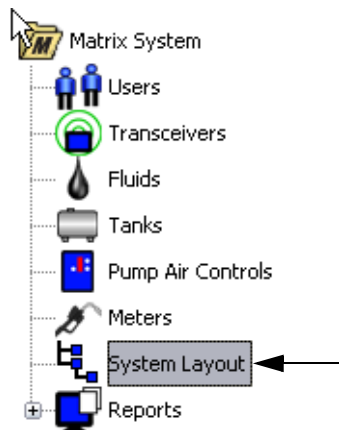 Matrix System
Users
Transceivers
Fluids
Tanks
Pump Air Controls
Meters
System Layout
Reports